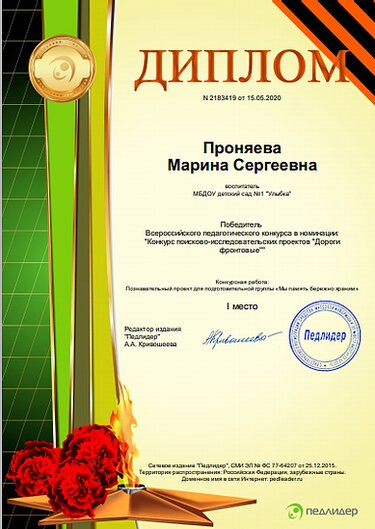 ДИПЛОМ
N 2183419 от 15.05.2020
Проняева
Марина Сергеевна
воспитатель
МБДОУ детский сад №1 "Улыбка"
Победитель
Всероссийского педагогического конкурса в номинации:
"Конкурс поисково-исследовательских проектов "Дороги
фронтовые""
Конкурсная работа:
Познавательный проект для подготовительной группы «Мы память бережно храним»
I место
Редактор издания
"Педлидер"
А.А. Кривошеева
Педлидер
Сетевое издание "Педлидер", СМИ ЭЛ № ФС 77-64207 от 25.12.2015.
Территория распространения: Российская Федерация, зарубежные страны.
Доменное имя в сети Интернет: pedleader.ru
педлидер